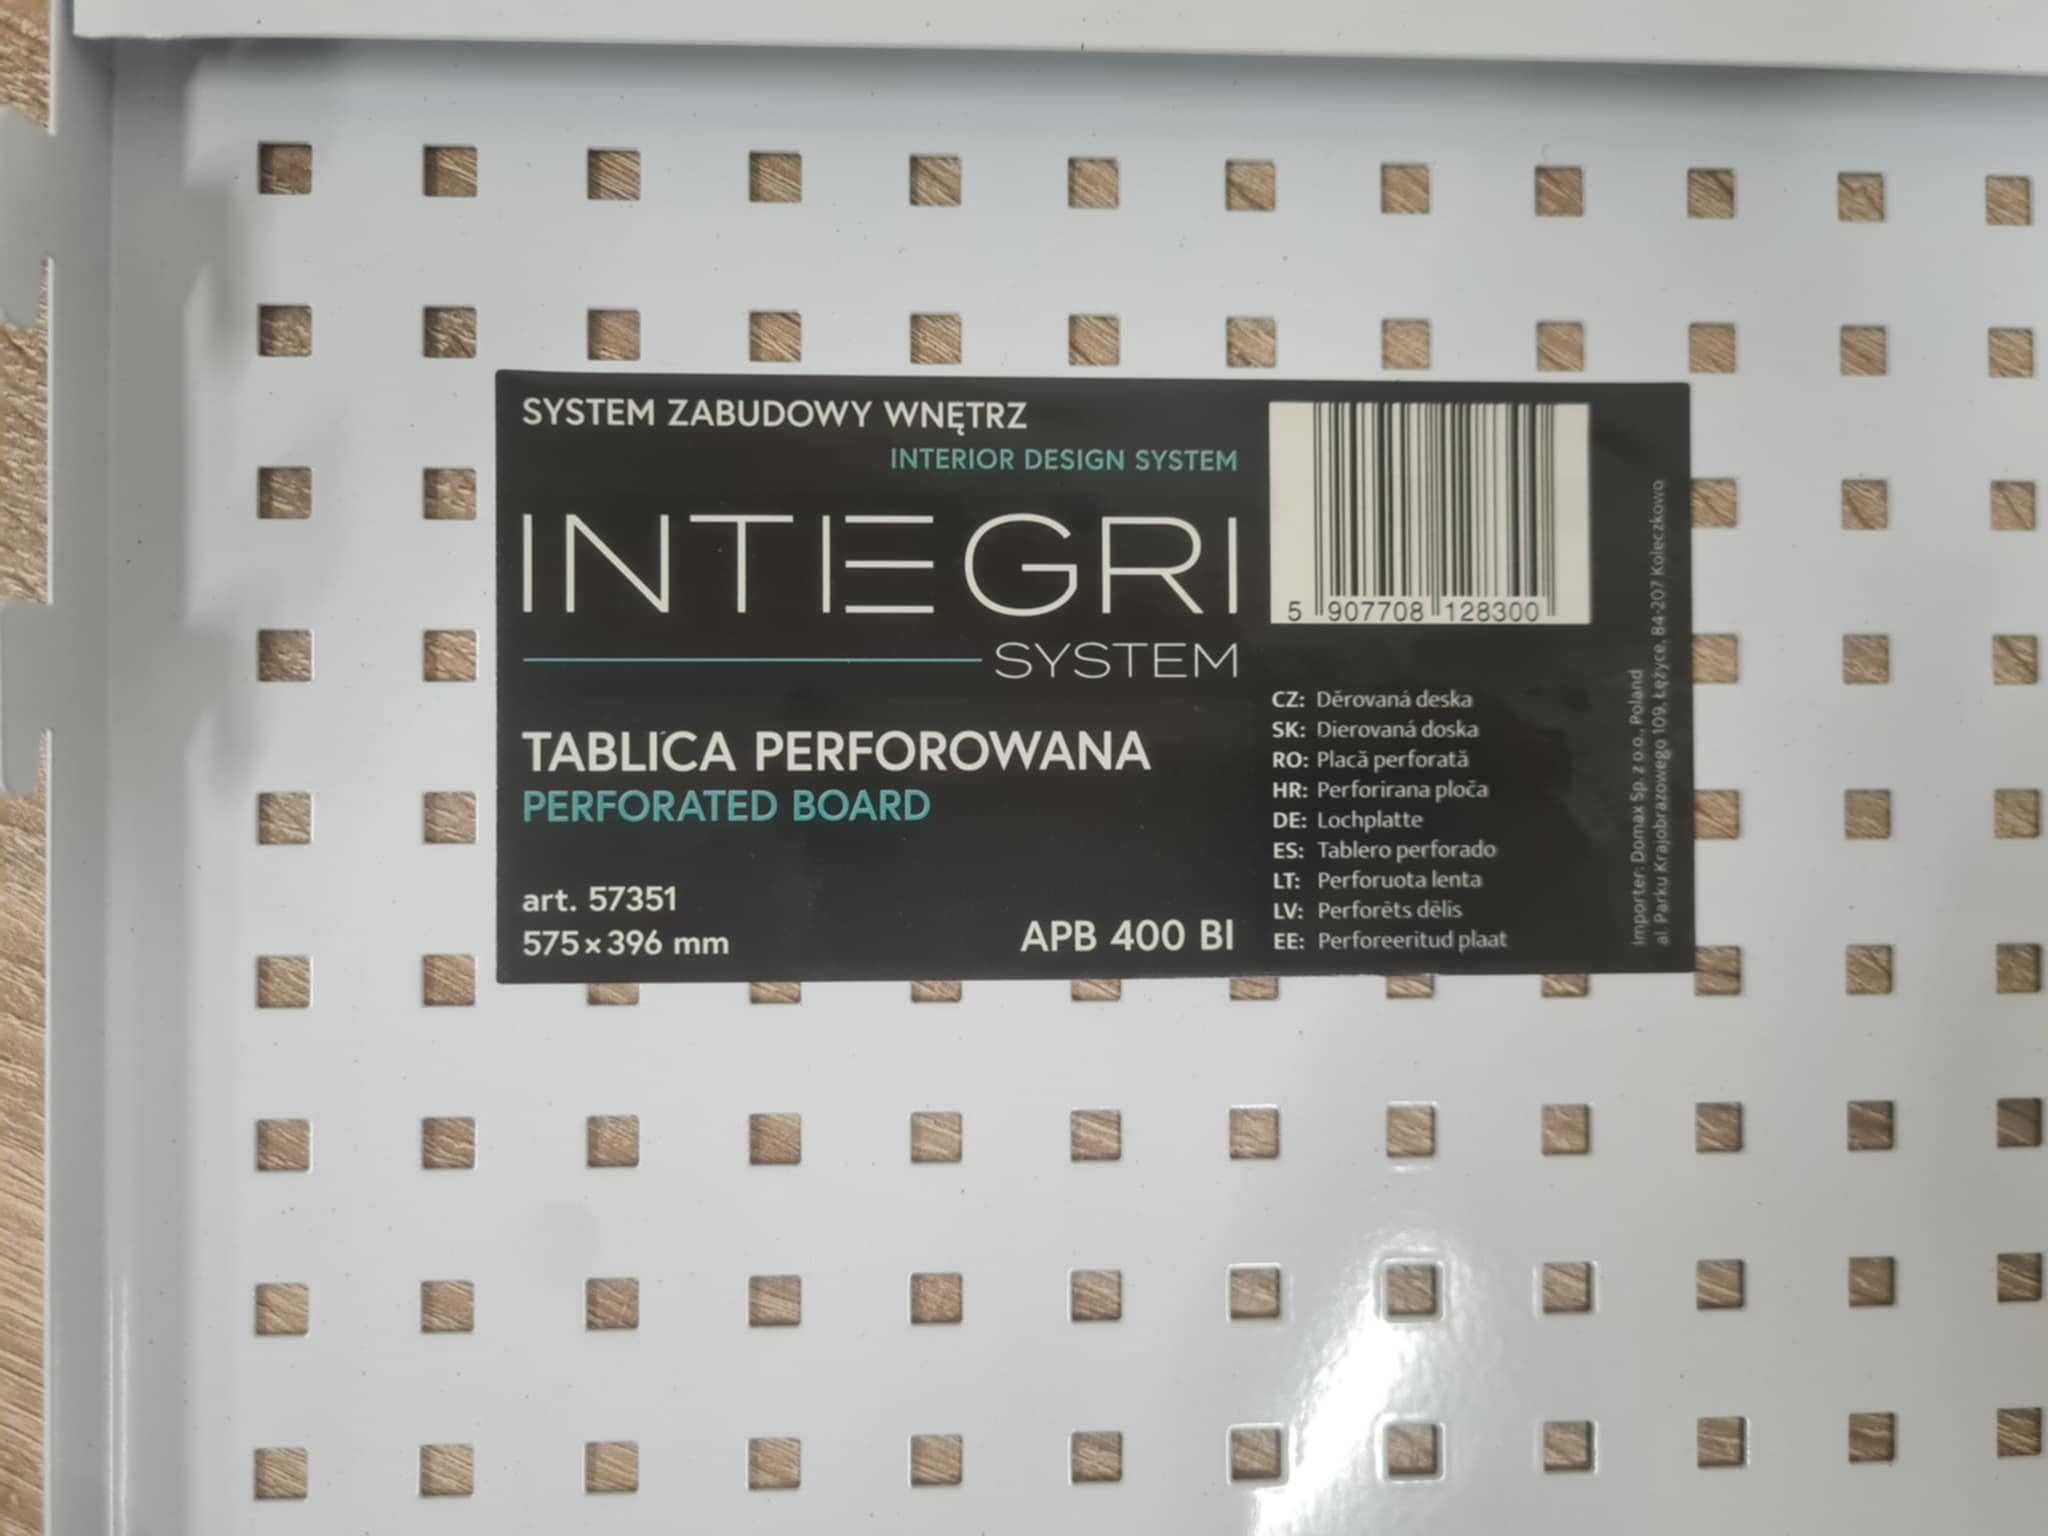 SYSTEM ZABUDOWY WNĘTRZ
INTERIOR DESIGN SYSTEM
INTEGRI
SYSTEM
TABLICA PERFOROWANA
PERFORATED BOARD
art. 57351
575×396 mm
APB 400 BI
5 907708 128300
CZ: Děrovaná deska
SK: Dierovaná doska
RO: Placă perforată
HR: Perforirana ploča
DE: Lochplatte
ES: Tablero perforado
LT: Perforuota lenta
LV: Perforēts dēlis
EE: Perforeeritud plaat
Importer: Domax Sp. z o.o., Poland
al. Parku Krajobrazowego 109, Łężyce, 84-207 Koleczkowo